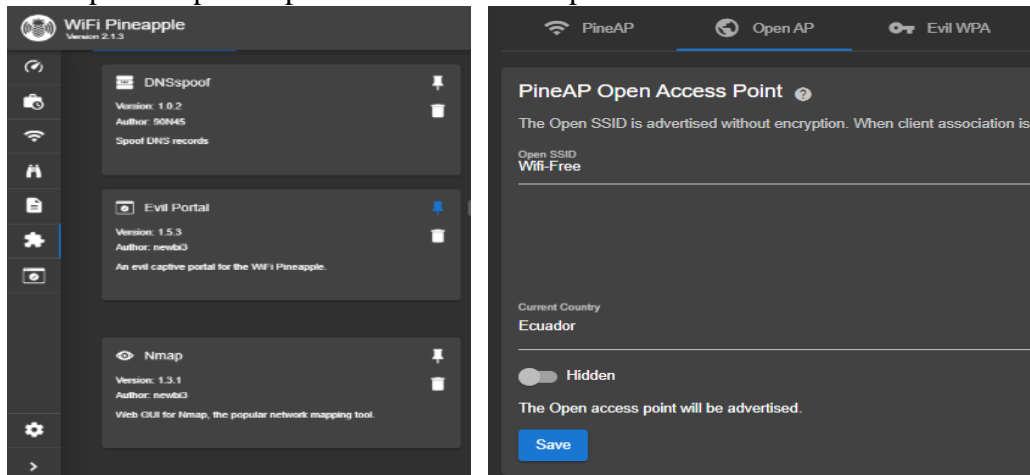 WiFi Pineapple
Version 2.1.3
DNSspoof
Version: 1.0.2
Author: 90N45
Spoof DNS records
Evil Portal
Version: 1.5.3
Author: newbi3
An evil captive portal for the WiFi Pineapple.
Nmap
Version: 1.3.1
Author: newbi3
Web GUI for Nmap, the popular network mapping tool.
PineAP
Open AP
Evil WPA
PineAP Open Access Point
The Open SSID is advertised without encryption. When client association is
Open SSID
Wifi-Free
Current Country
Ecuador
Hidden
The Open access point will be advertised.
Save